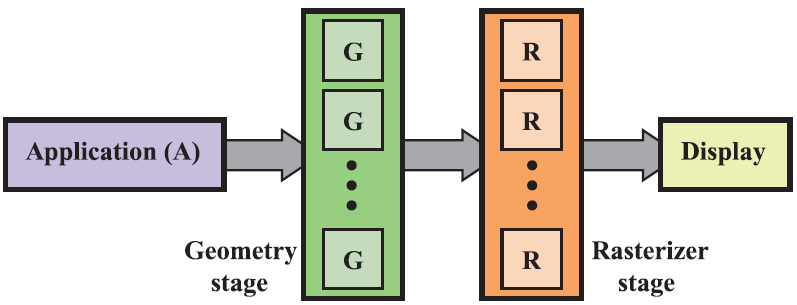 G
R
G
R
Application (A)
Display
G
R
Geometry
stage
Rasterizer
stage